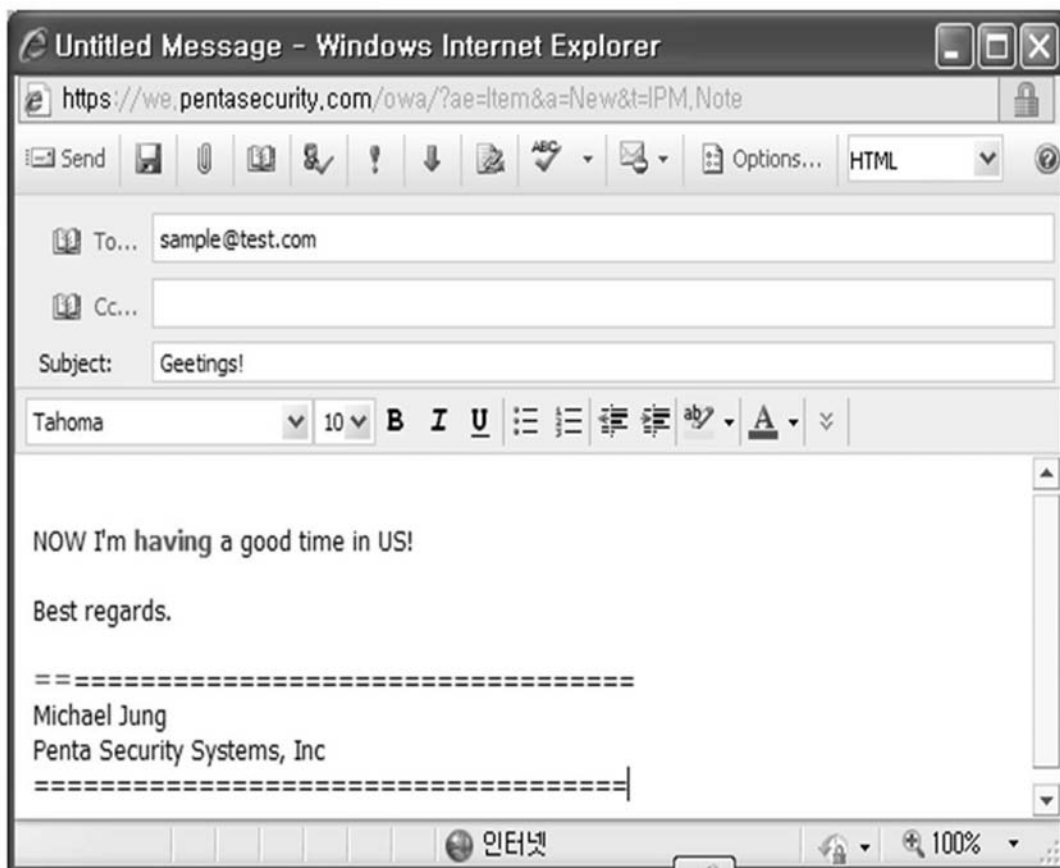 Untitled Message - Windows Internet Explorer
https://we.pentasecurity.com/owa/?ae=Item&a=New&t=IPM.Note
Send ABC Options... HTML
To... sample@test.com
Cc...
Subject: Geetings!
Tahoma 10 B I U ab A
NOW I'm having a good time in US!
Best regards.
==================================
Michael Jung
Penta Security Systems, Inc
==================================
인터넷 100%